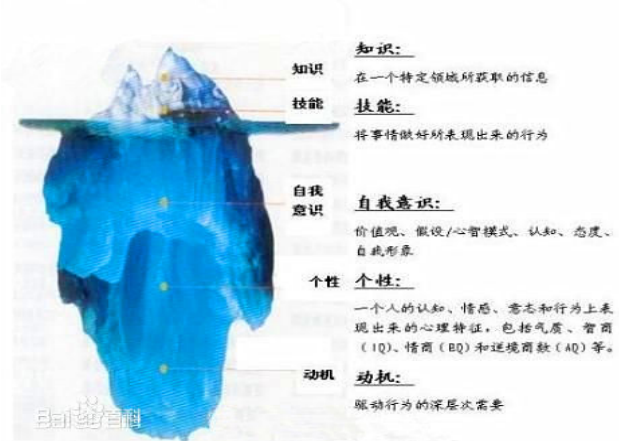 知识
知识:
在一个特定领域所获取的信息
技能
技能:
将事情做好所表现出来的行为
自我
意识
自我意识:
价值观、假设/心智模式、认知、态度、
自我形象
个性
个性:
一个人的认知、情感、意志和行为上表
现出来的心理特征，包括气质、智商
（IQ）、情商（EQ）和逆境商数（AQ）等。
动机
动机:
驱动行为的深层次需要
Bai百科